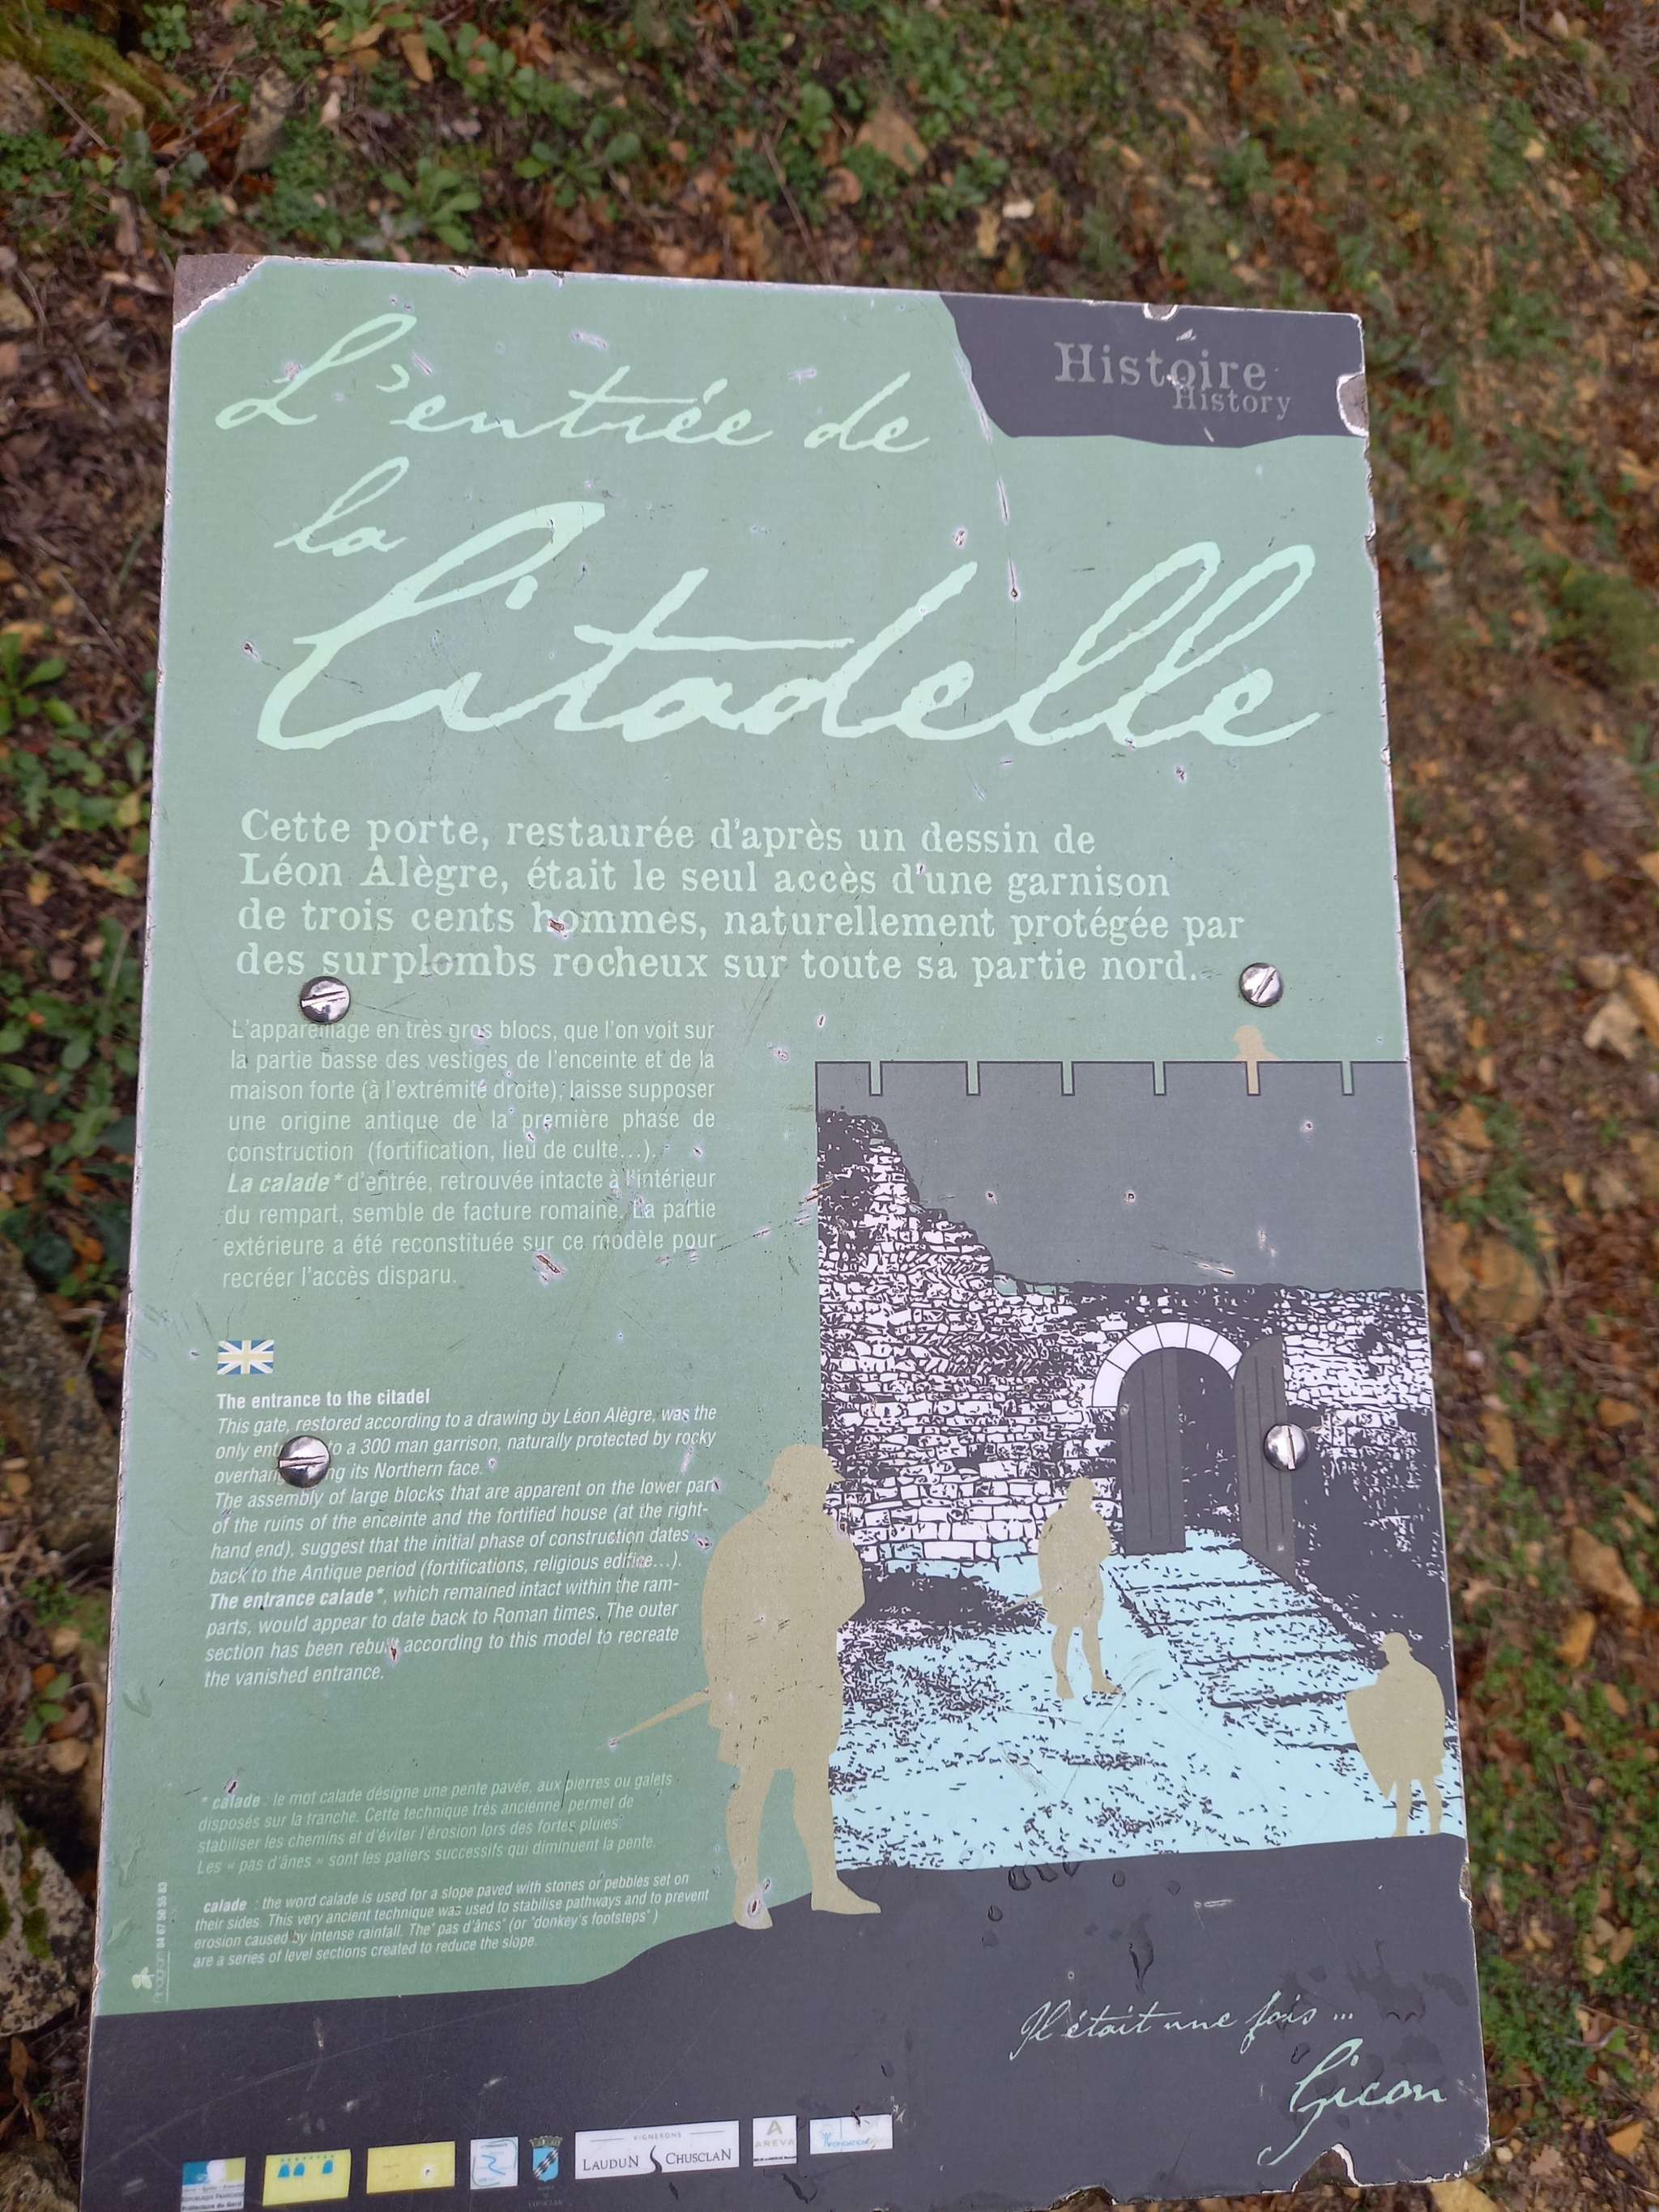 Histoire
History
L'entrée de
la
Citadelle
Cette porte, restaurée d'après un dessin de
Léon Alègre, était le seul accès d'une garnison
de trois cents hommes, naturellement protégée par
des surplombs rocheux sur toute sa partie nord.
L'appareillage en très gros blocs, que l'on voit sur
la partie basse des vestiges de l'enceinte et de la
maison forte (à l'extrémité droite), laisse supposer
une origine antique de la première phase de
construction (fortification, lieu de culte...).
La calade* d'entrée, retrouvée intacte à l'intérieur
du rempart, semble de facture romaine. La partie
extérieure a été reconstituée sur ce modèle pour
recréer l'accès disparu.
The entrance to the citadel
This gate, restored according to a drawing by Léon Alègre, was the
only to a 300 man garrison, naturally protected by rocky
its Northern face.
The assembly of large blocks that are apparent on the lower part
of the ruins of the enceinte and the fortified house (at the right-
hand end), suggest that the initial phase of construction dates
back to the Antique period (fortifications, religious edifice...).
The entrance calade*, which remained intact within the ram-
parts, would appear to date back to Roman times. The outer
section has been rebuilt according to this model to recreate
the vanished entrance.
* calade : le mot calade désigne une pente pavée, aux pierres ou galets
disposés sur la tranche. Cette technique très ancienne permet de
stabiliser les chemins et d'éviter l'érosion lors des fortes pluies.
Les « pas d'ânes » sont les paliers successifs qui diminuent la pente.
calade : the word calade is used for a slope paved with stones or pebbles set on
their sides. This very ancient technique was used to stabilise pathways and to prevent
erosion caused by intense rainfall. The "pas d'ânes" (or "donkey's footsteps")
are a series of level sections created to reduce the slope.
Il était une fois ...
Gicon
VIGNERONS
LAUDUN CHUSCLAN
AREVA